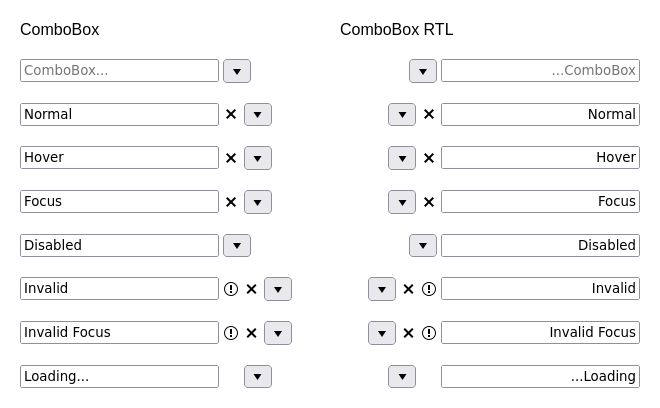 ComboBox
ComboBox RTL
ComboBox...
...ComboBox
Normal
Normal
Hover
Hover
Focus
Focus
Disabled
Disabled
Invalid
Invalid
Invalid Focus
Invalid Focus
Loading...
...Loading